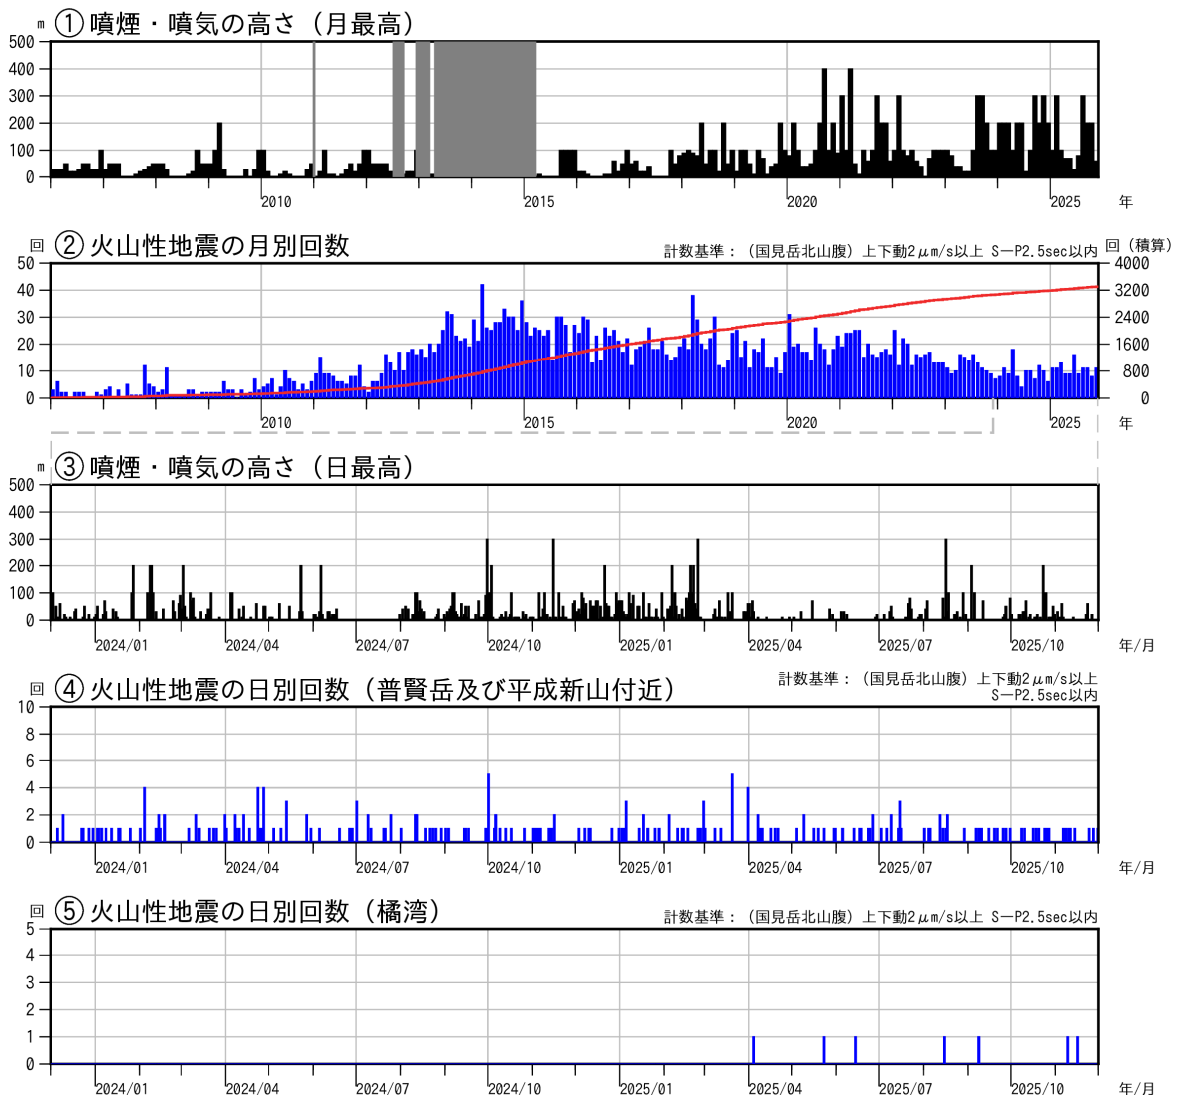 m ①噴煙・噴気の高さ（月最高）
500
400
300
200
100
0
2010 2015 2020 2025 年
回 ②火山性地震の月別回数 計数基準：（国見岳北山腹）上下動2μm/s以上 S－P2.5sec以内 回（積算）
50 4000
40 3200
30 2400
20 1600
10 800
0 0
2010 2015 2020 2025 年
m ③噴煙・噴気の高さ（日最高）
500
400
300
200
100
0
2024/01 2024/04 2024/07 2024/10 2025/01 2025/04 2025/07 2025/10 年/月
回 ④火山性地震の日別回数（普賢岳及び平成新山付近） 計数基準：（国見岳北山腹）上下動2μm/s以上
S－P2.5sec以内
10
8
6
4
2
0
2024/01 2024/04 2024/07 2024/10 2025/01 2025/04 2025/07 2025/10 年/月
回 ⑤火山性地震の日別回数（橘湾） 計数基準：（国見岳北山腹）上下動2μm/s以上 S－P2.5sec以内
5
4
3
2
1
0
2024/01 2024/04 2024/07 2024/10 2025/01 2025/04 2025/07 2025/10 年/月